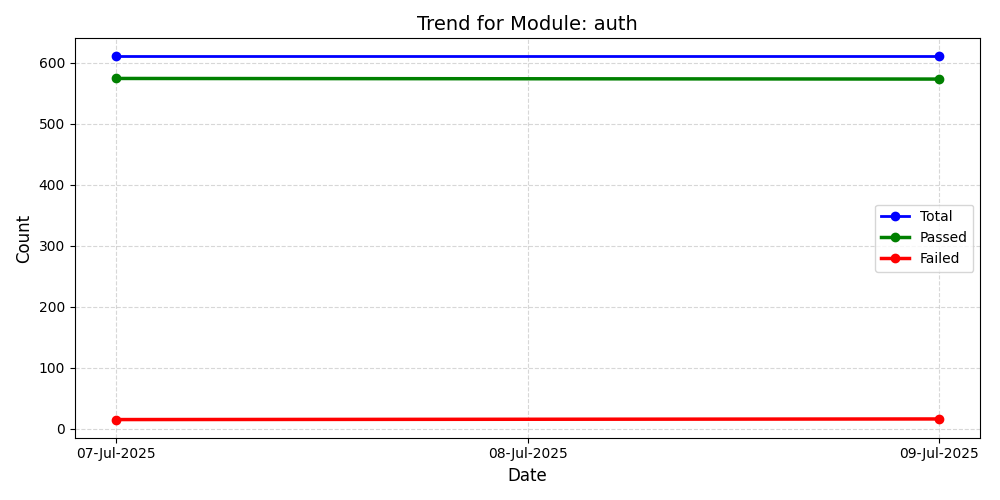 Trend for Module: auth
600
500
400
300
200
100
0
Count
Total
Passed
Failed
07-Jul-2025
08-Jul-2025
09-Jul-2025
Date